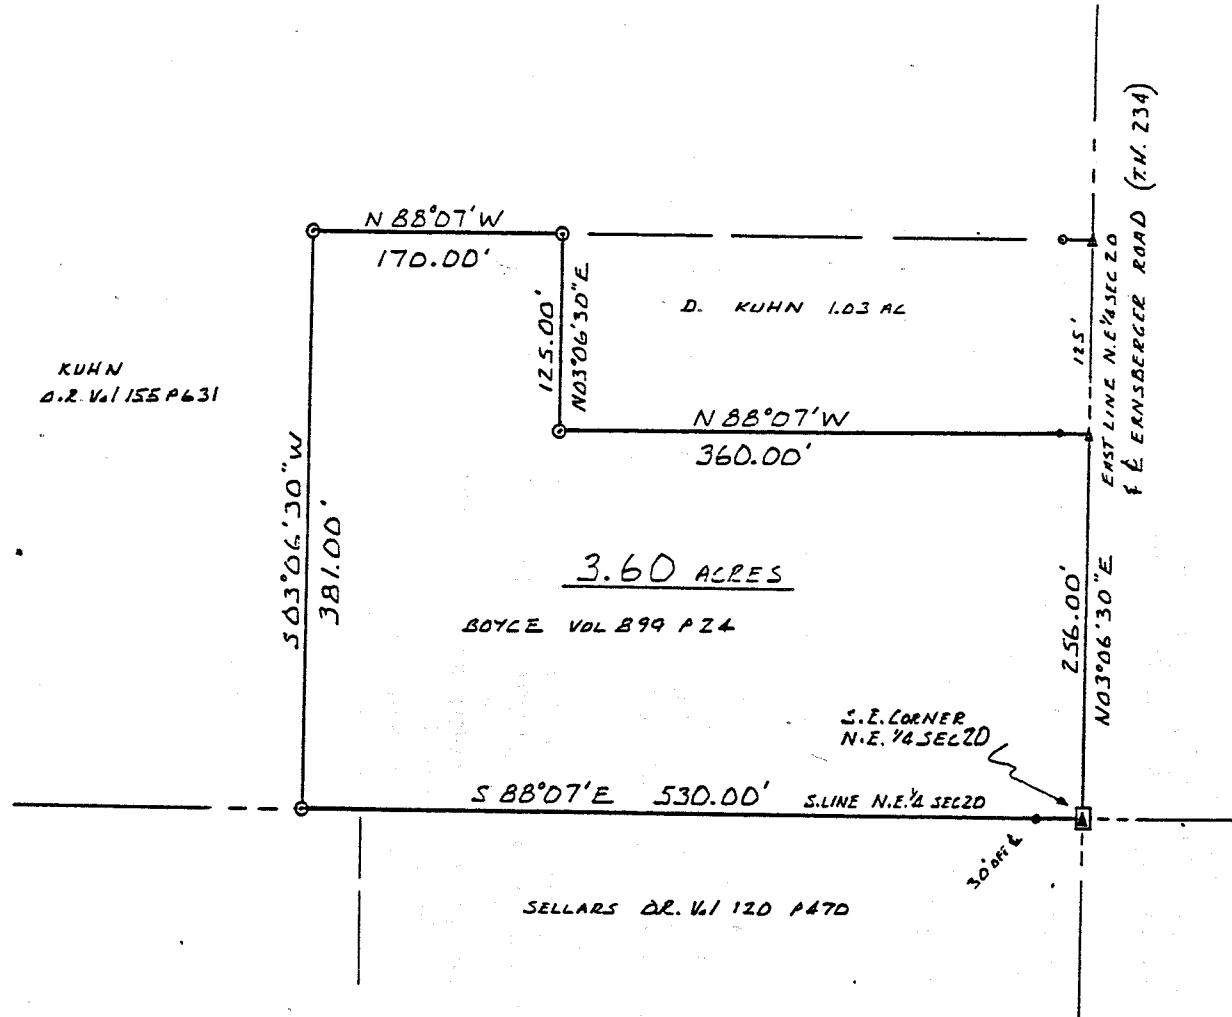 N 88°07'W
170.00'
125.00'
N03°06'30"E
D. KUHN 1.03 AC
125'
EAST LINE N.E.¼ SEC 20
& ℄ ERNSBERGER ROAD (T.H. 234)
KUHN
D.R. Vol 155 P631
N 88°07'W
360.00'
S 03°06'30"W
381.00'
3.60 ACRES
BOYCE VOL 899 P 24
256.00'
N03°06'30"E
S.E. CORNER
N.E. ¼ SEC 20
S 88°07'E 530.00' S.LINE N.E.¼ SEC 20
30' OFF ℄
SELLARS D.R. Vol 120 P470